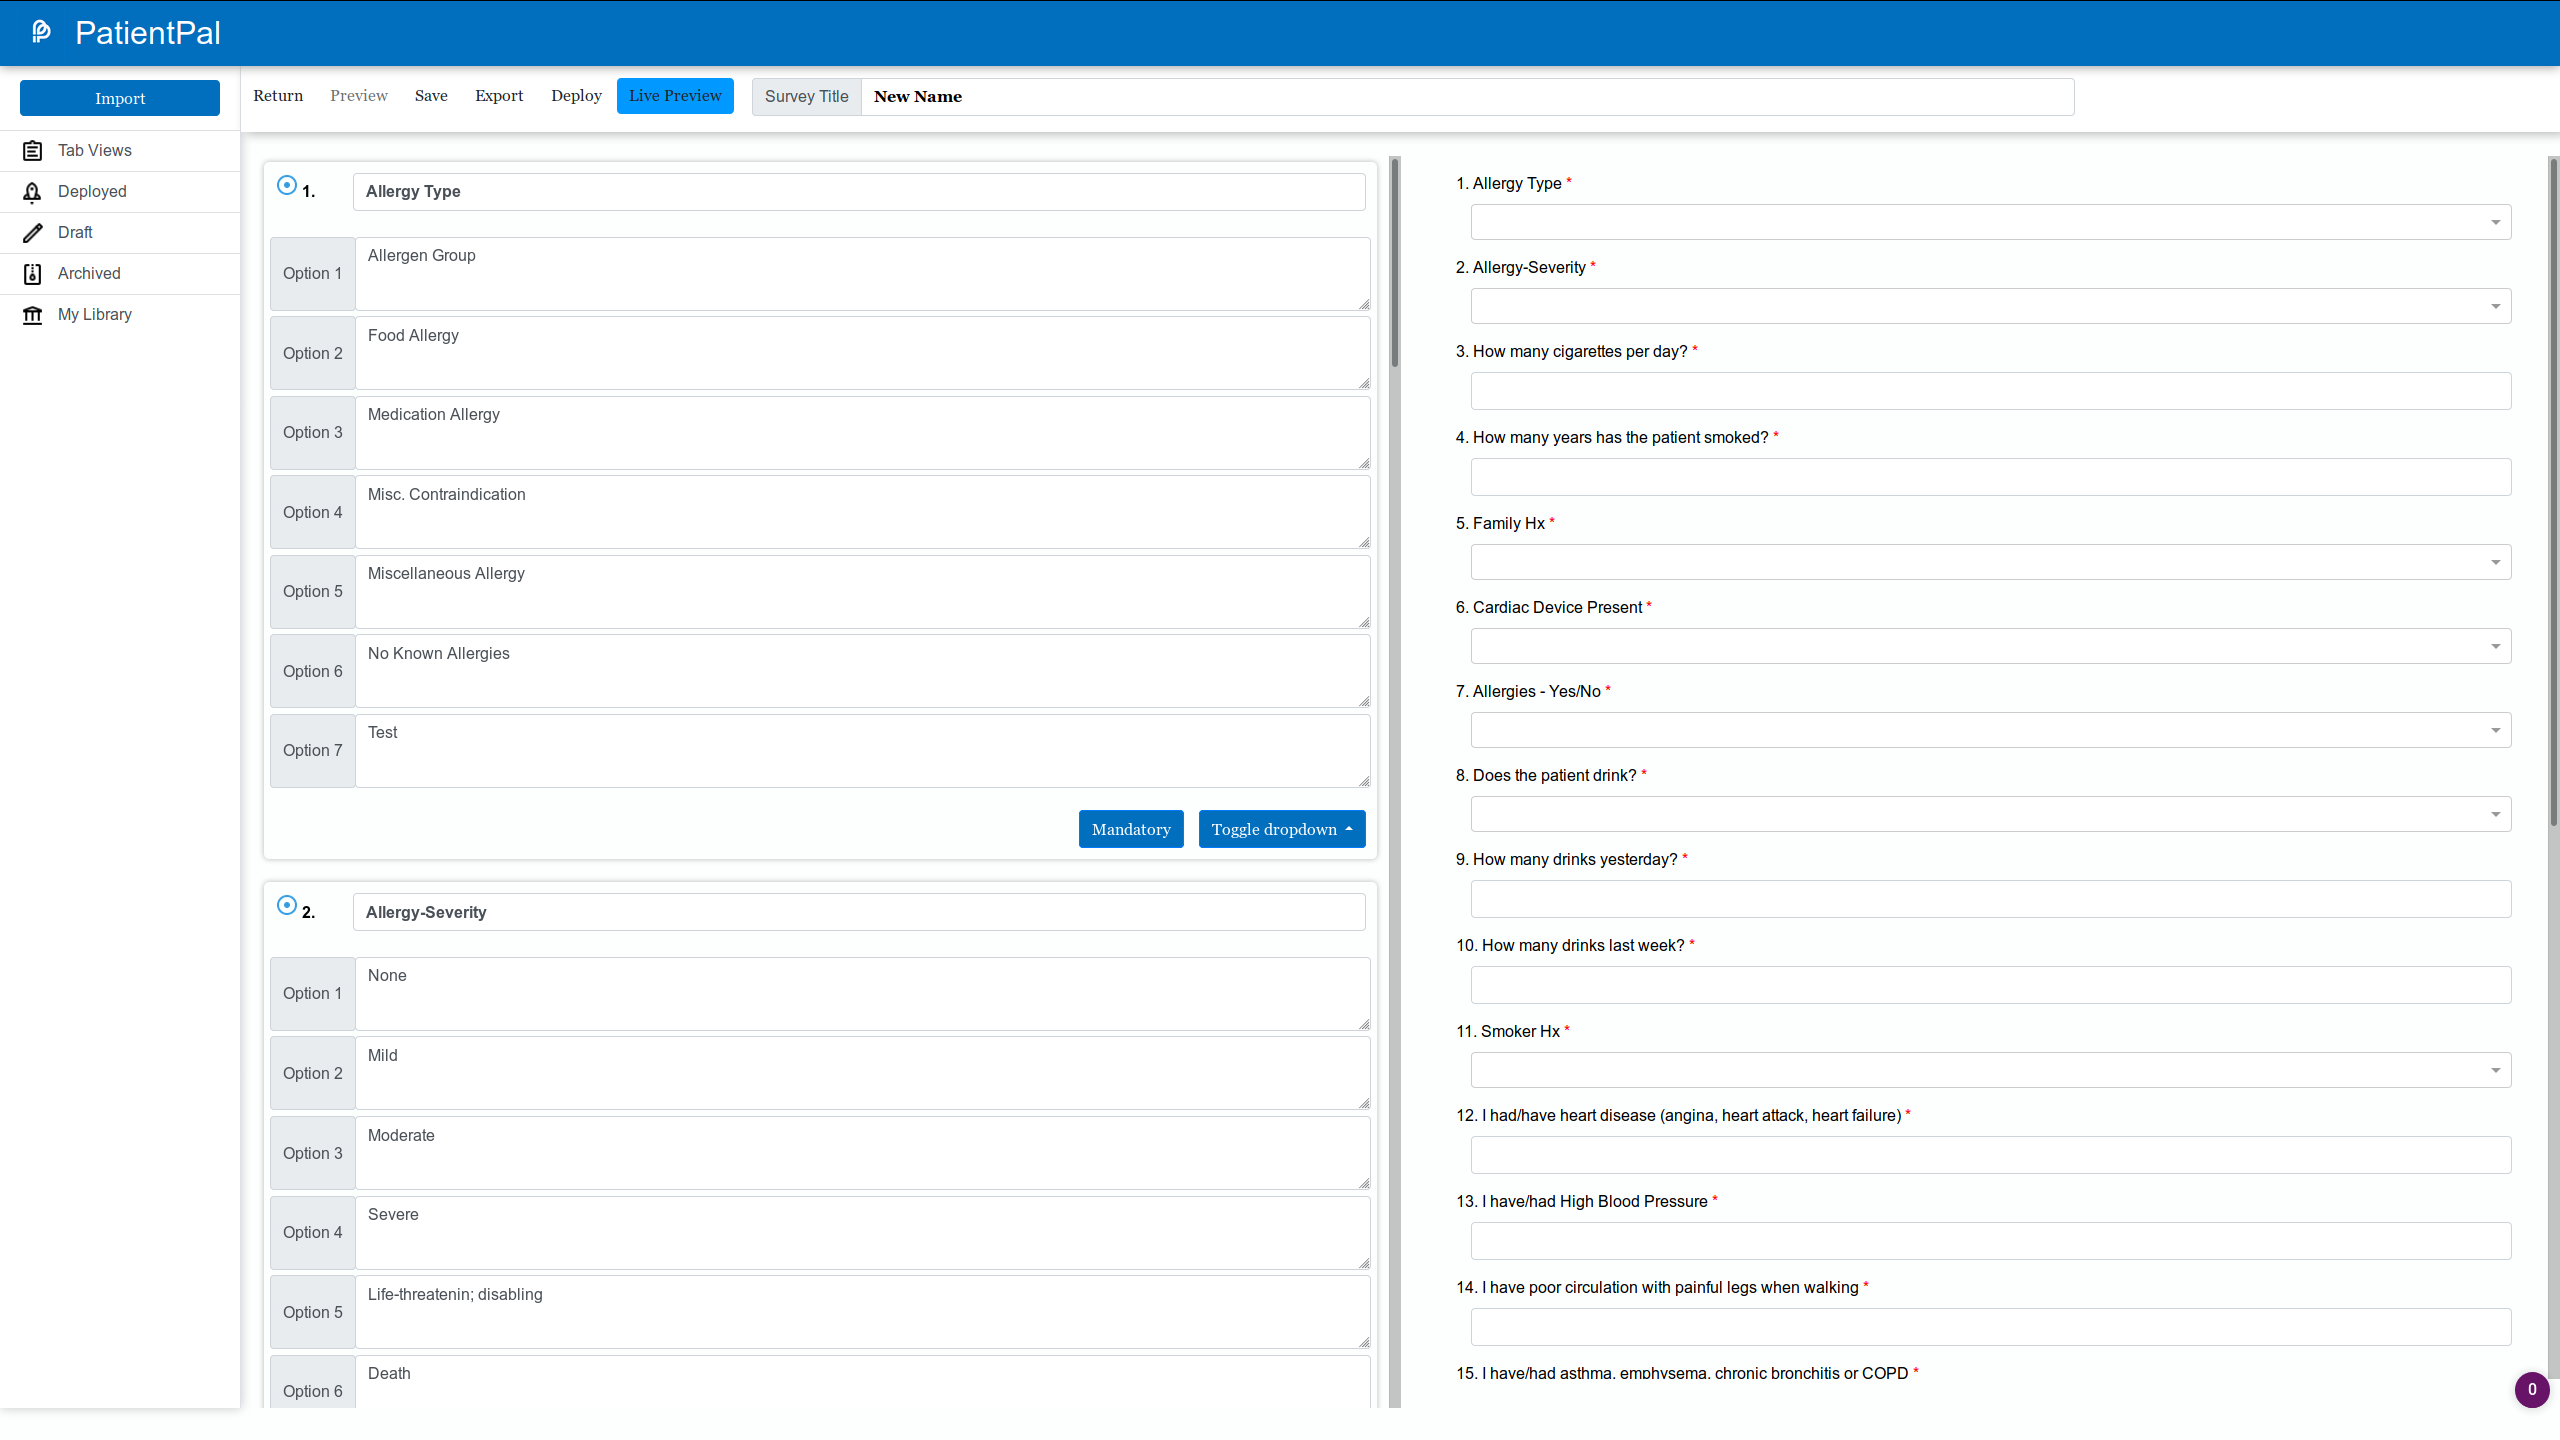 PatientPal
Import
Return Preview Save Export Deploy Live Preview Survey Title New Name
Tab Views
Deployed
Draft
Archived
My Library
1. Allergy Type
Option 1 Allergen Group
Option 2 Food Allergy
Option 3 Medication Allergy
Option 4 Misc. Contraindication
Option 5 Miscellaneous Allergy
Option 6 No Known Allergies
Option 7 Test
Mandatory Toggle dropdown
2. Allergy-Severity
Option 1 None
Option 2 Mild
Option 3 Moderate
Option 4 Severe
Option 5 Life-threatenin; disabling
Option 6 Death
1. Allergy Type *
2. Allergy-Severity *
3. How many cigarettes per day? *
4. How many years has the patient smoked? *
5. Family Hx *
6. Cardiac Device Present *
7. Allergies - Yes/No *
8. Does the patient drink? *
9. How many drinks yesterday? *
10. How many drinks last week? *
11. Smoker Hx *
12. I had/have heart disease (angina, heart attack, heart failure) *
13. I have/had High Blood Pressure *
14. I have poor circulation with painful legs when walking *
15. I have/had asthma, emphysema, chronic bronchitis or COPD *
0